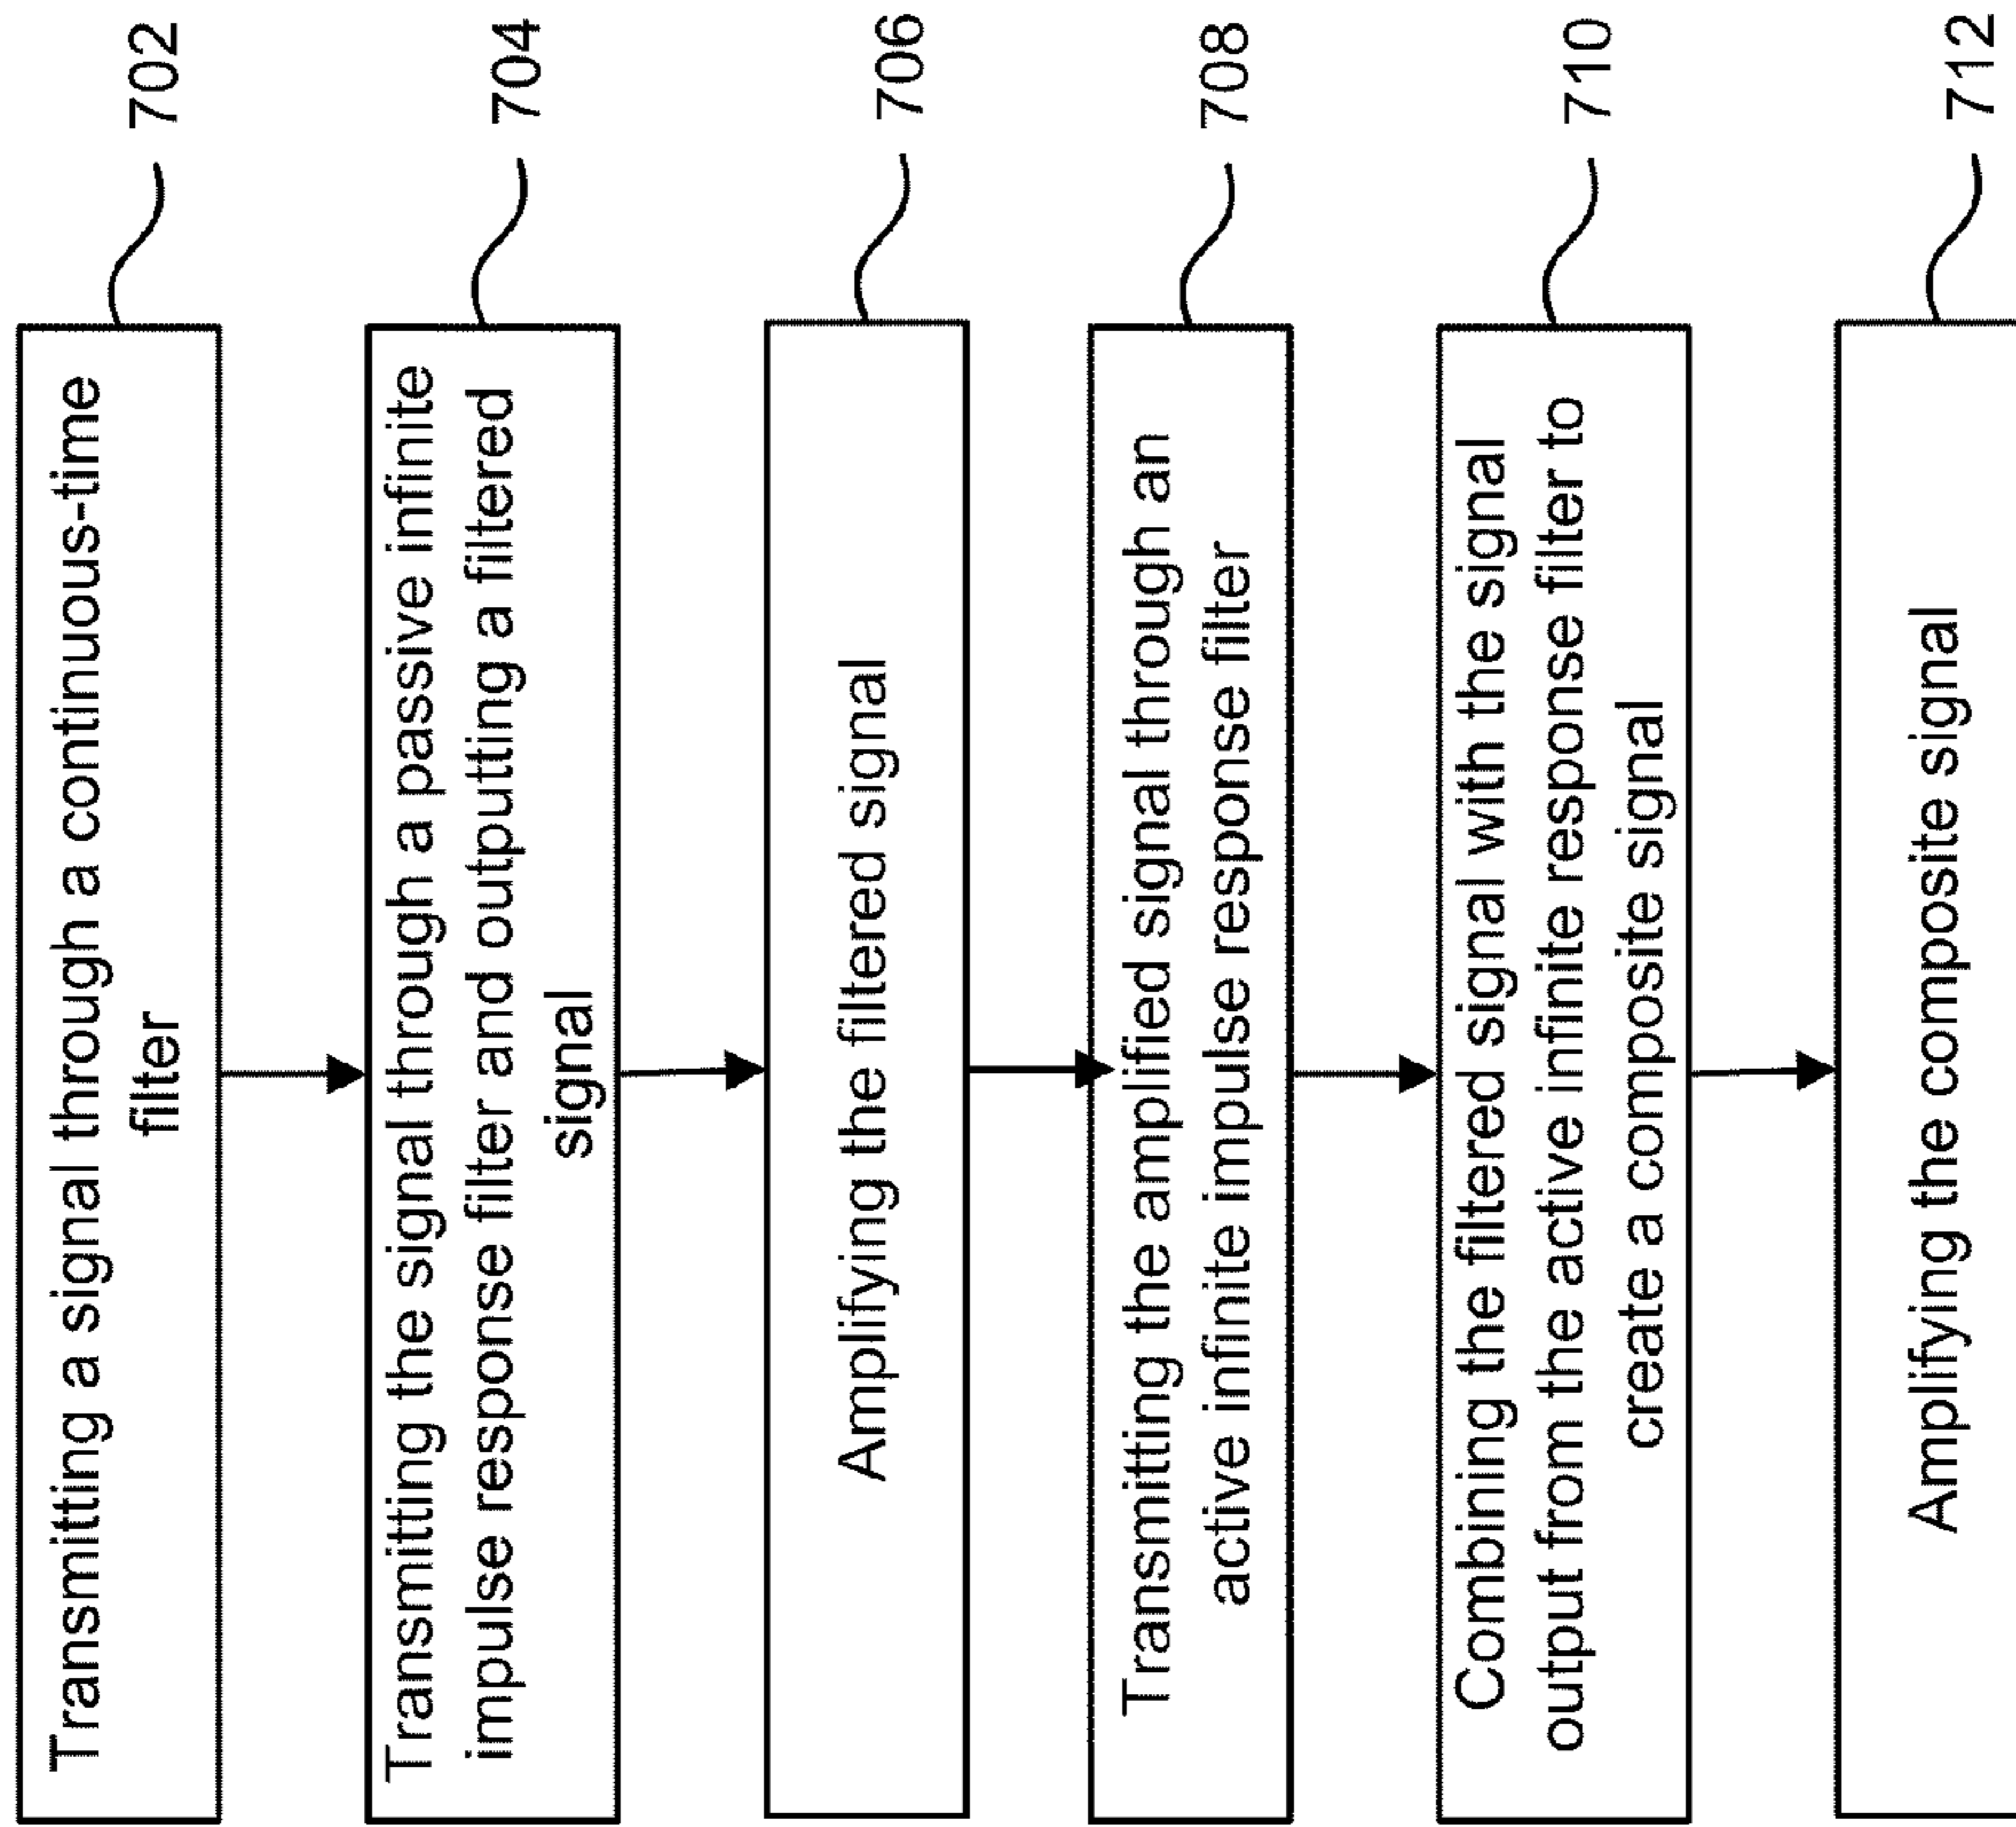 Transmitting a signal through a continuous-time
filter
702
Transmitting the signal through a passive infinite
impulse response filter and outputting a filtered
signal
704
Amplifying the filtered signal
706
Transmitting the amplified signal through an
active infinite impulse response filter
708
Combining the filtered signal with the signal
output from the active infinite response filter to
create a composite signal
710
Amplifying the composite signal
712